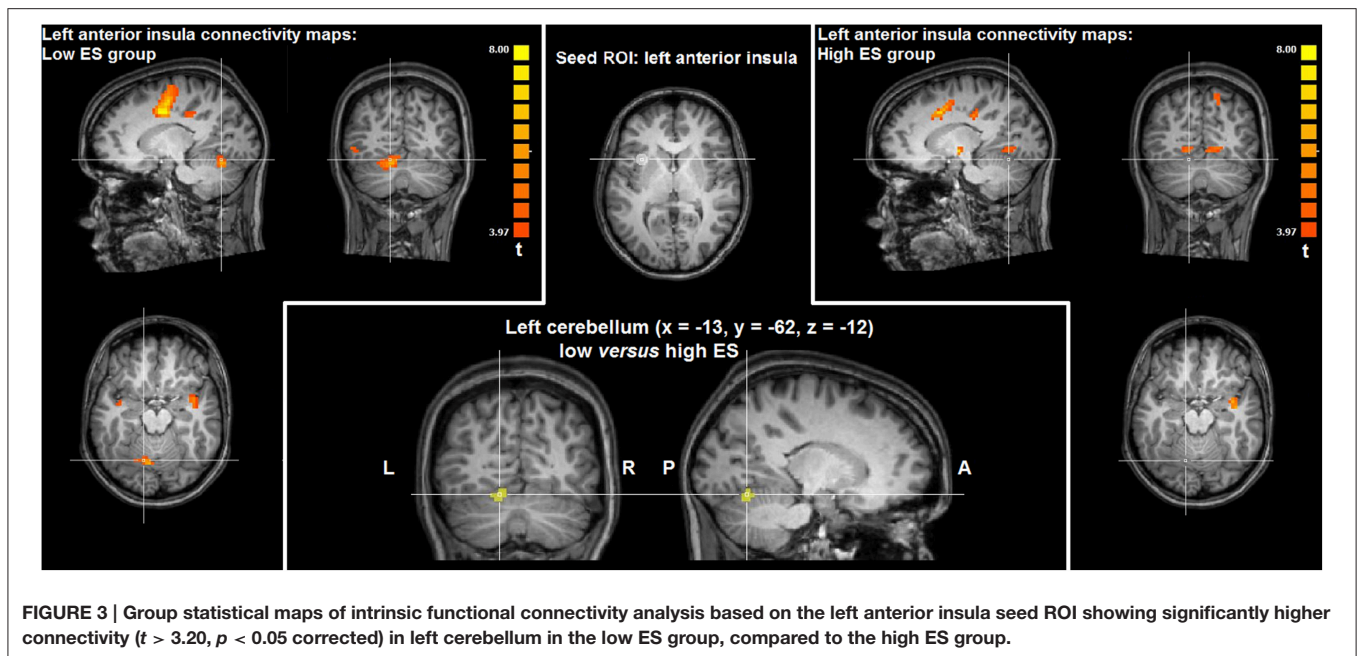 Left anterior insula connectivity maps:
Low ES group
8.00
3.97
t
Seed ROI: left anterior insula
Left anterior insula connectivity maps:
High ES group
8.00
3.97
t
Left cerebellum (x = -13, y = -62, z = -12)
low versus high ES
L
R
P
A
FIGURE 3 | Group statistical maps of intrinsic functional connectivity analysis based on the left anterior insula seed ROI showing significantly higher
connectivity (t > 3.20, p < 0.05 corrected) in left cerebellum in the low ES group, compared to the high ES group.